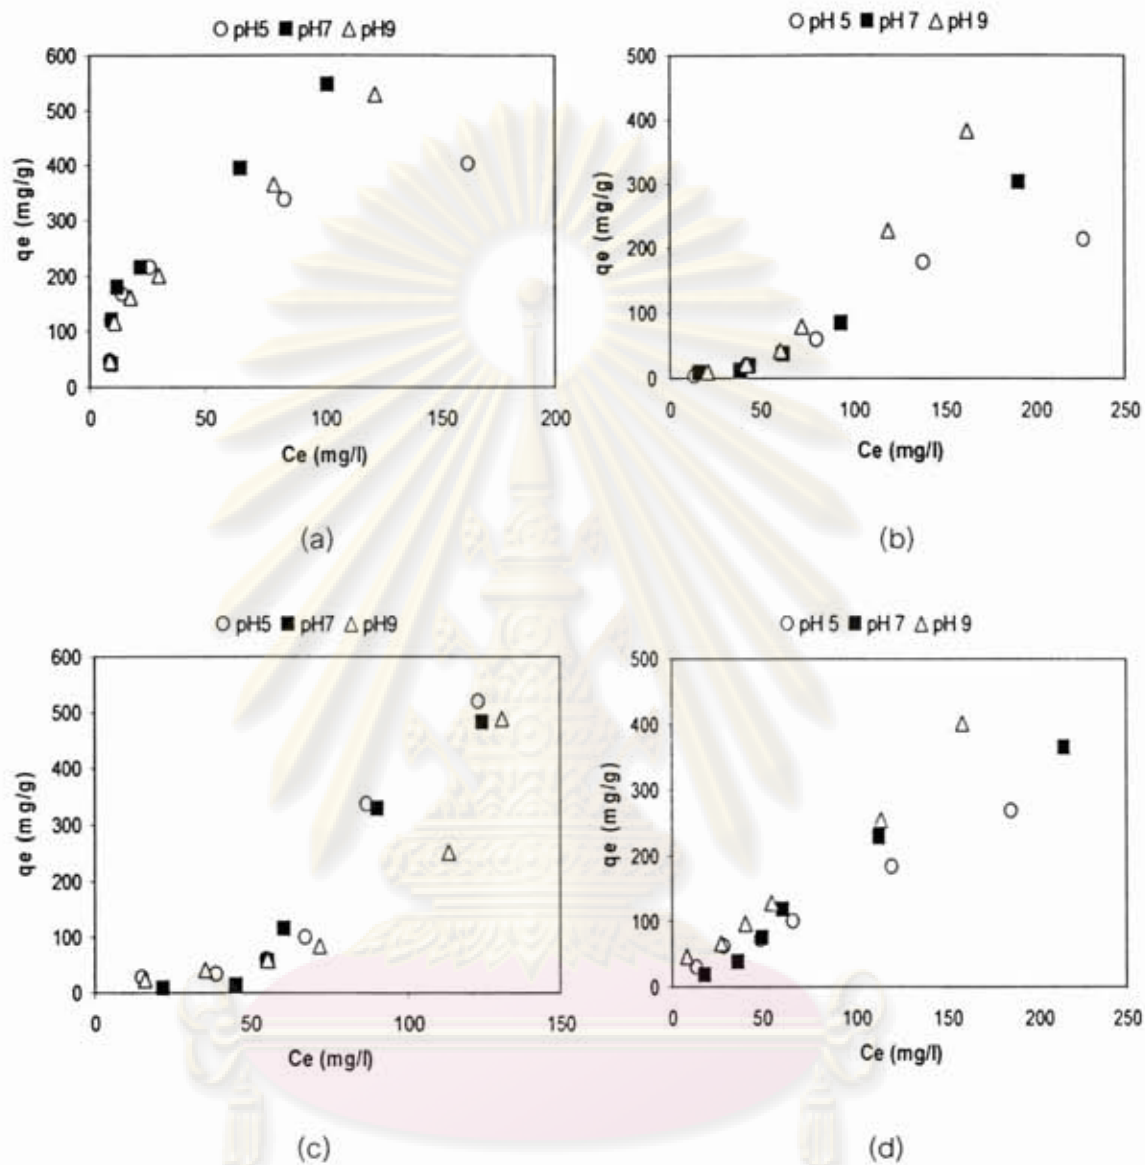 ○ pH5 ■ pH7 △ pH9
600
500
400
300
200
100
0
qe (mg/g)
0 50 100 150 200
Ce (mg/l)
(a)
○ pH 5 ■ pH 7 △ pH 9
500
400
300
200
100
0
qe (mg/g)
0 50 100 150 200 250
Ce (mg/l)
(b)
○ pH5 ■ pH7 △ pH9
600
500
400
300
200
100
0
qe (mg/g)
0 50 100 150
Ce (mg/l)
(c)
○ pH 5 ■ pH 7 △ pH 9
500
400
300
200
100
0
qe (mg/g)
0 50 100 150 200 250
Ce (mg/l)
(d)